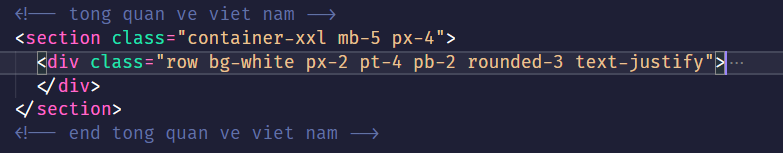 <!-- tong quan ve viet nam -->
<section class="container-xxl mb-5 px-4">
<div class="row bg-white px-2 pt-4 pb-2 rounded-3 text-justify">···
</div>
</section>
<!-- end tong quan ve viet nam -->